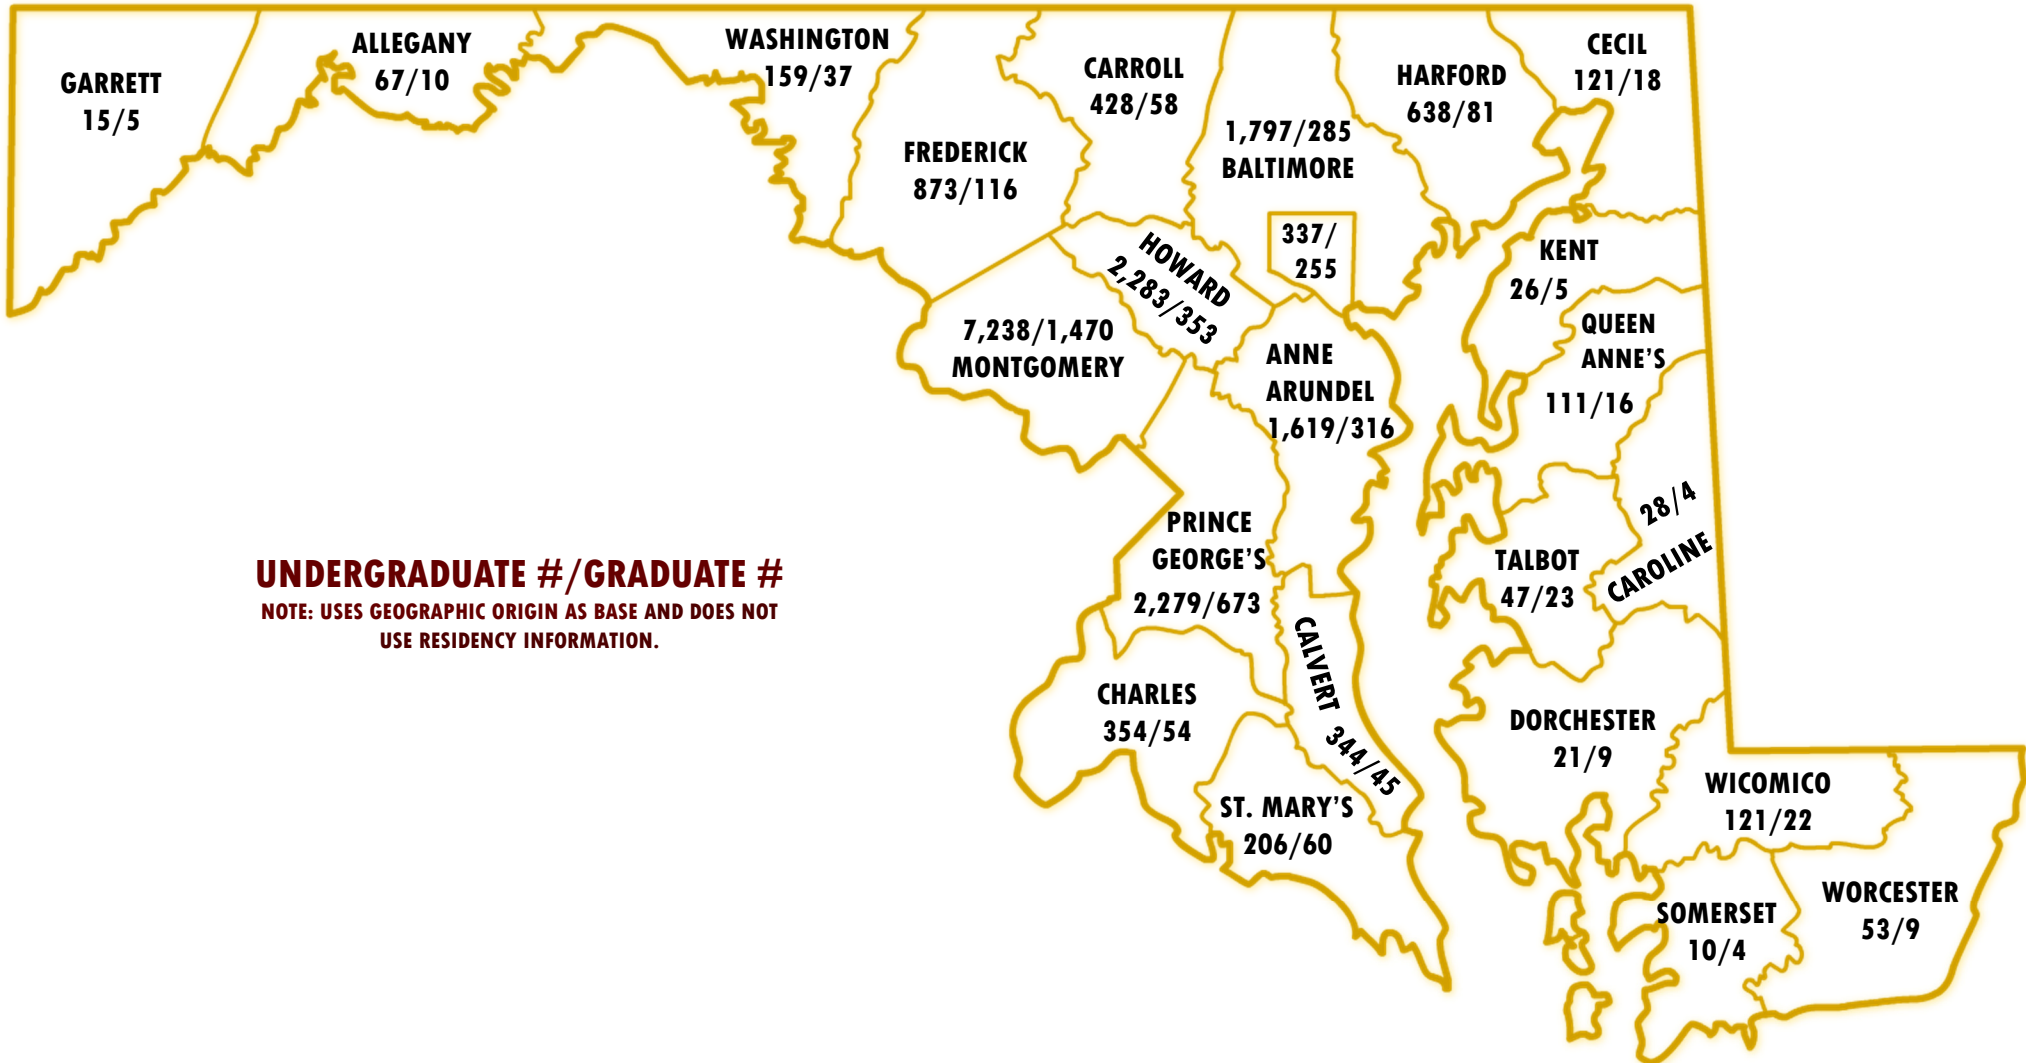 GARRETT
15/5
ALLEGANY
67/10
WASHINGTON
159/37
FREDERICK
873/116
CARROLL
428/58
1,797/285
BALTIMORE
337/
255
HARFORD
638/81
CECIL
121/18
HOWARD
2,283/353
7,238/1,470
MONTGOMERY
ANNE
ARUNDEL
1,619/316
KENT
26/5
QUEEN
ANNE'S
111/16
28/4
CAROLINE
TALBOT
47/23
PRINCE
GEORGE'S
2,279/673
CALVERT 344/45
CHARLES
354/54
ST. MARY'S
206/60
DORCHESTER
21/9
WICOMICO
121/22
SOMERSET
10/4
WORCESTER
53/9
UNDERGRADUATE #/GRADUATE #
NOTE: USES GEOGRAPHIC ORIGIN AS BASE AND DOES NOT
USE RESIDENCY INFORMATION.